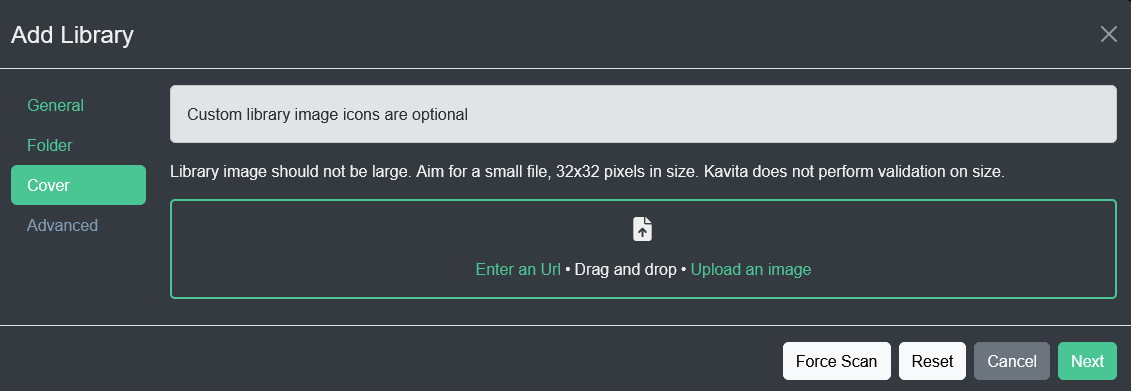 Add Library
General
Folder
Cover
Advanced
Custom library image icons are optional
Library image should not be large. Aim for a small file, 32x32 pixels in size. Kavita does not perform validation on size.
Enter an Url • Drag and drop • Upload an image
Force Scan
Reset
Cancel
Next